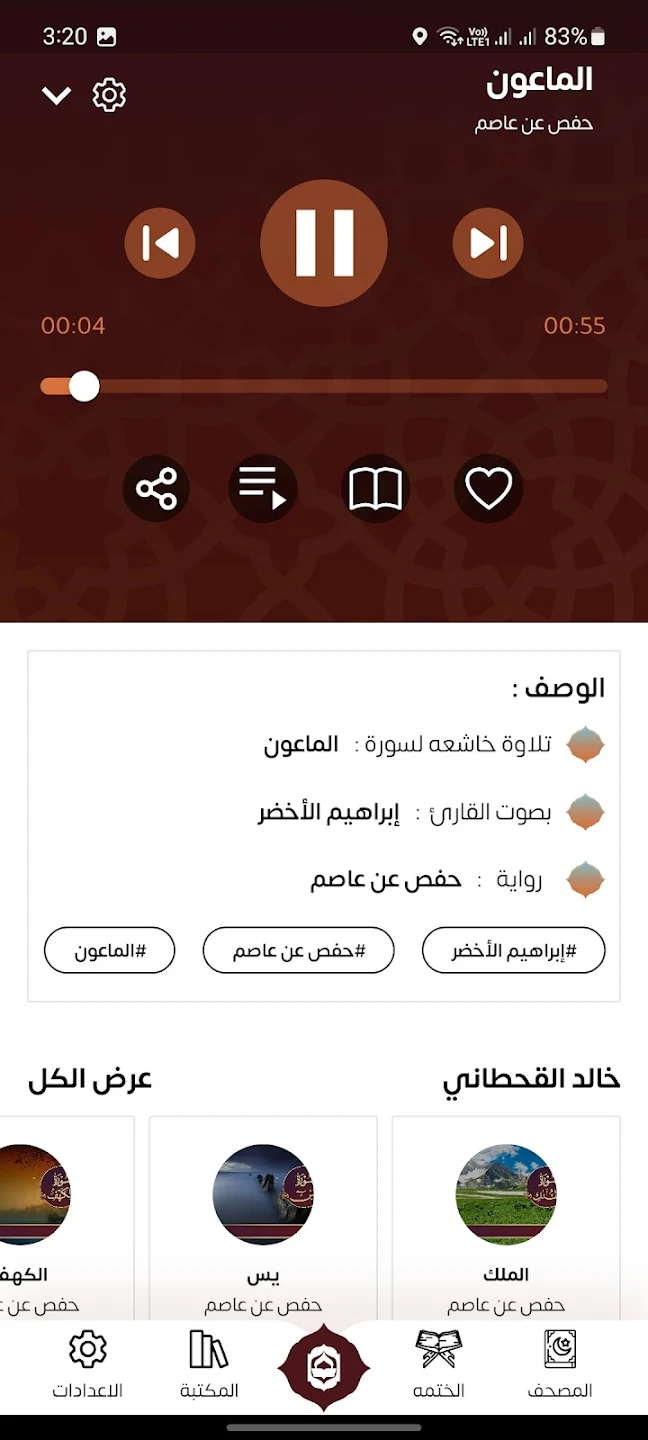 3:20
Vo)) LTE1 83%
الماعون
حفص عن عاصم
00:04 00:55
الوصف :
تلاوة خاشعه لسورة : الماعون
بصوت القارئ : إبراهيم الأخضر
رواية : حفص عن عاصم
#إبراهيم الأخضر #حفص عن عاصم #الماعون
خالد القحطاني عرض الكل
الملك يس الكهف
حفص عن عاصم حفص عن عاصم حفص عن
المصحف الختمه المكتبة الاعدادات